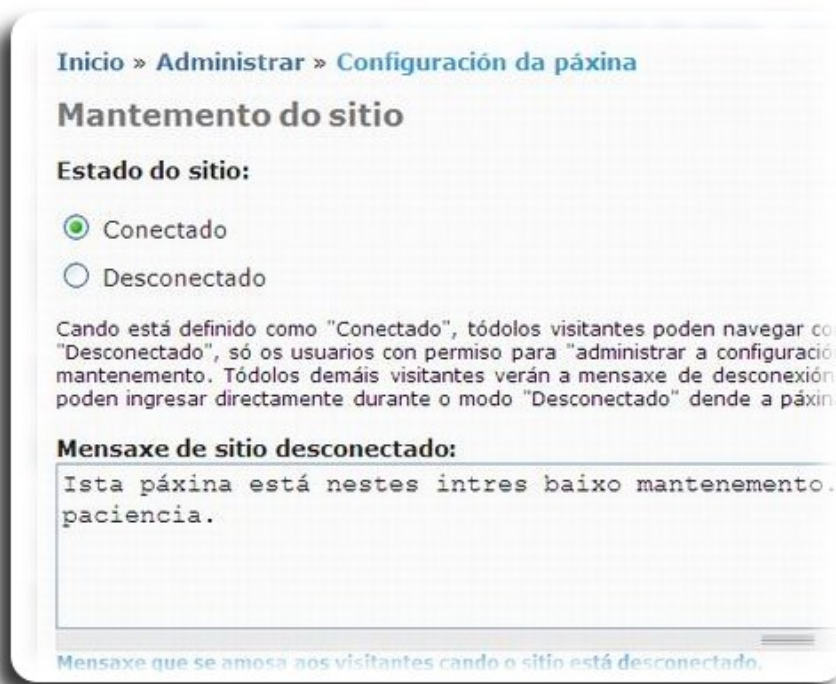 Inicio » Administrar » Configuración da páxina
Mantemento do sitio
Estado do sitio:
Conectado
Desconectado
Cando está definido como "Conectado", tódolos visitantes poden navegar
"Desconectado", só os usuarios con permiso para "administrar a
mantenemento. Tódolos demáis visitantes verán a mensaxe de desconexión
poden ingresar directamente durante o modo "Desconectado" dende a
Mensaxe de sitio desconectado:
Ista páxina está nestes intres baixo mantenemento.
paciencia.
Mensaxe que se amosa aos visitantes cando o sitio está desconectado.